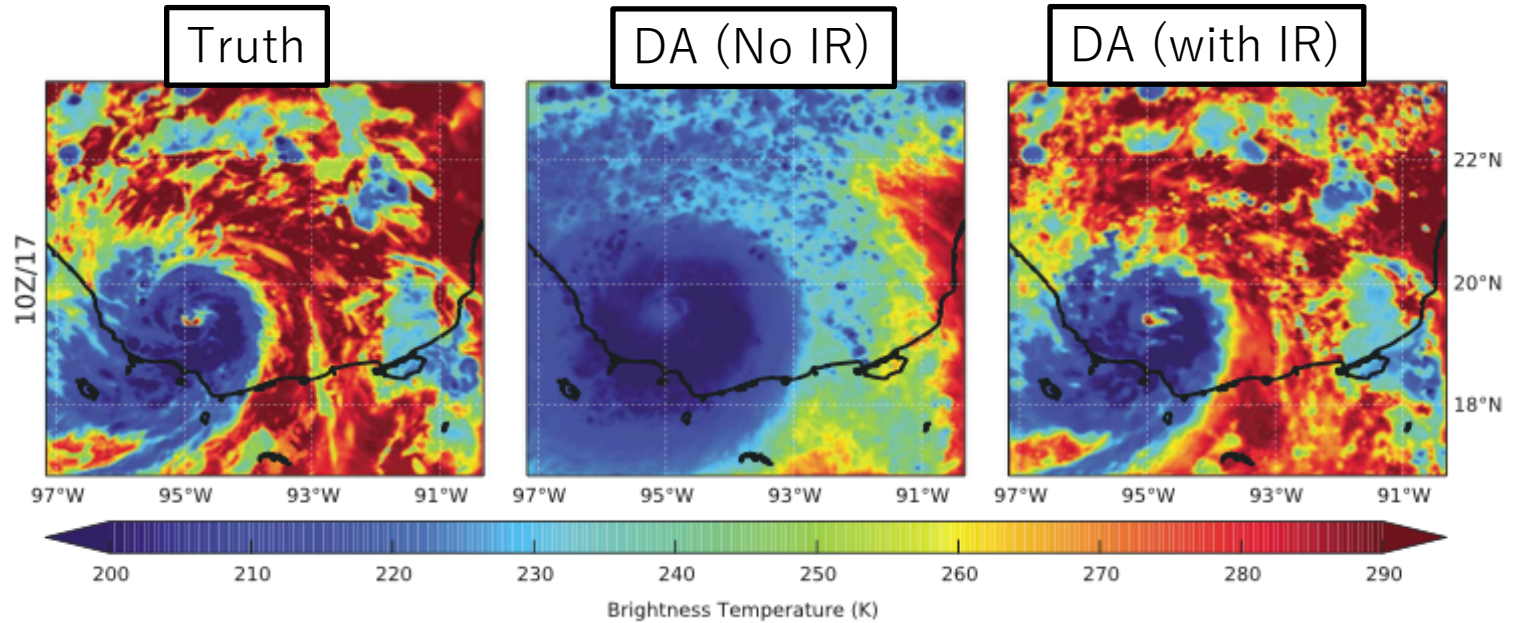 Truth
DA (No IR)
DA (with IR)
10Z/17
22°N
20°N
18°N
97°W 95°W 93°W 91°W 97°W 95°W 93°W 91°W 97°W 95°W 93°W 91°W
200 210 220 230 240 250 260 270 280 290
Brightness Temperature (K)